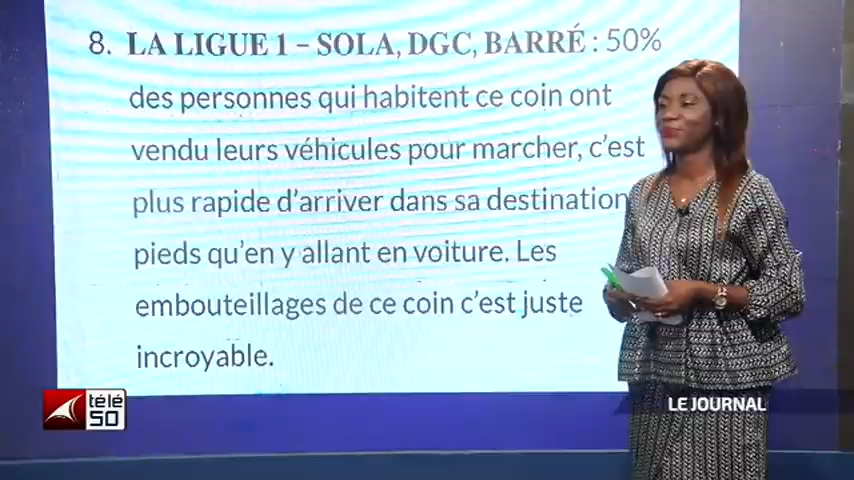 8. LA LIGUE 1 – SOLA, DGC, BARRÉ : 50%
des personnes qui habitent ce coin ont
vendu leurs véhicules pour marcher, c'est
plus rapide d'arriver dans sa destination
pieds qu'en y allant en voiture. Les
embouteillages de ce coin c'est juste
incroyable.
télé
50
LE JOURNAL